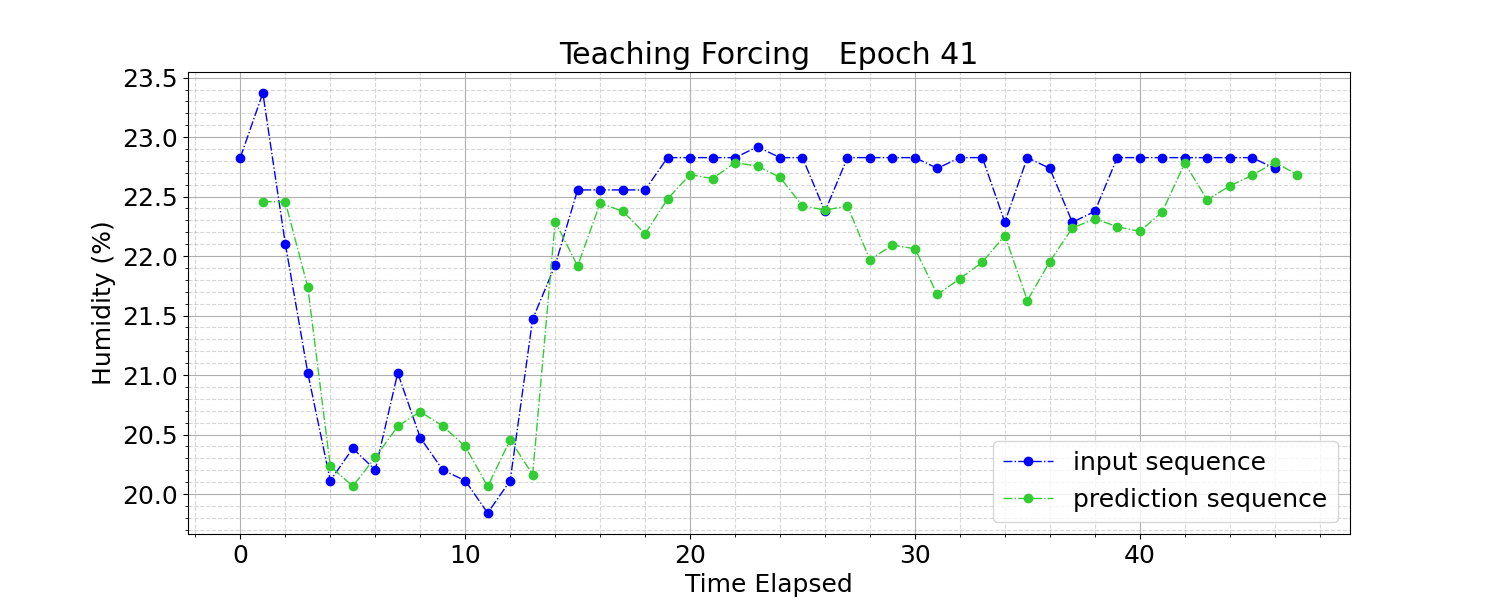 Teaching Forcing   Epoch 41
23.5
23.0
22.5
22.0
21.5
21.0
20.5
20.0
Humidity (%)
input sequence
prediction sequence
0 10 20 30 40
Time Elapsed